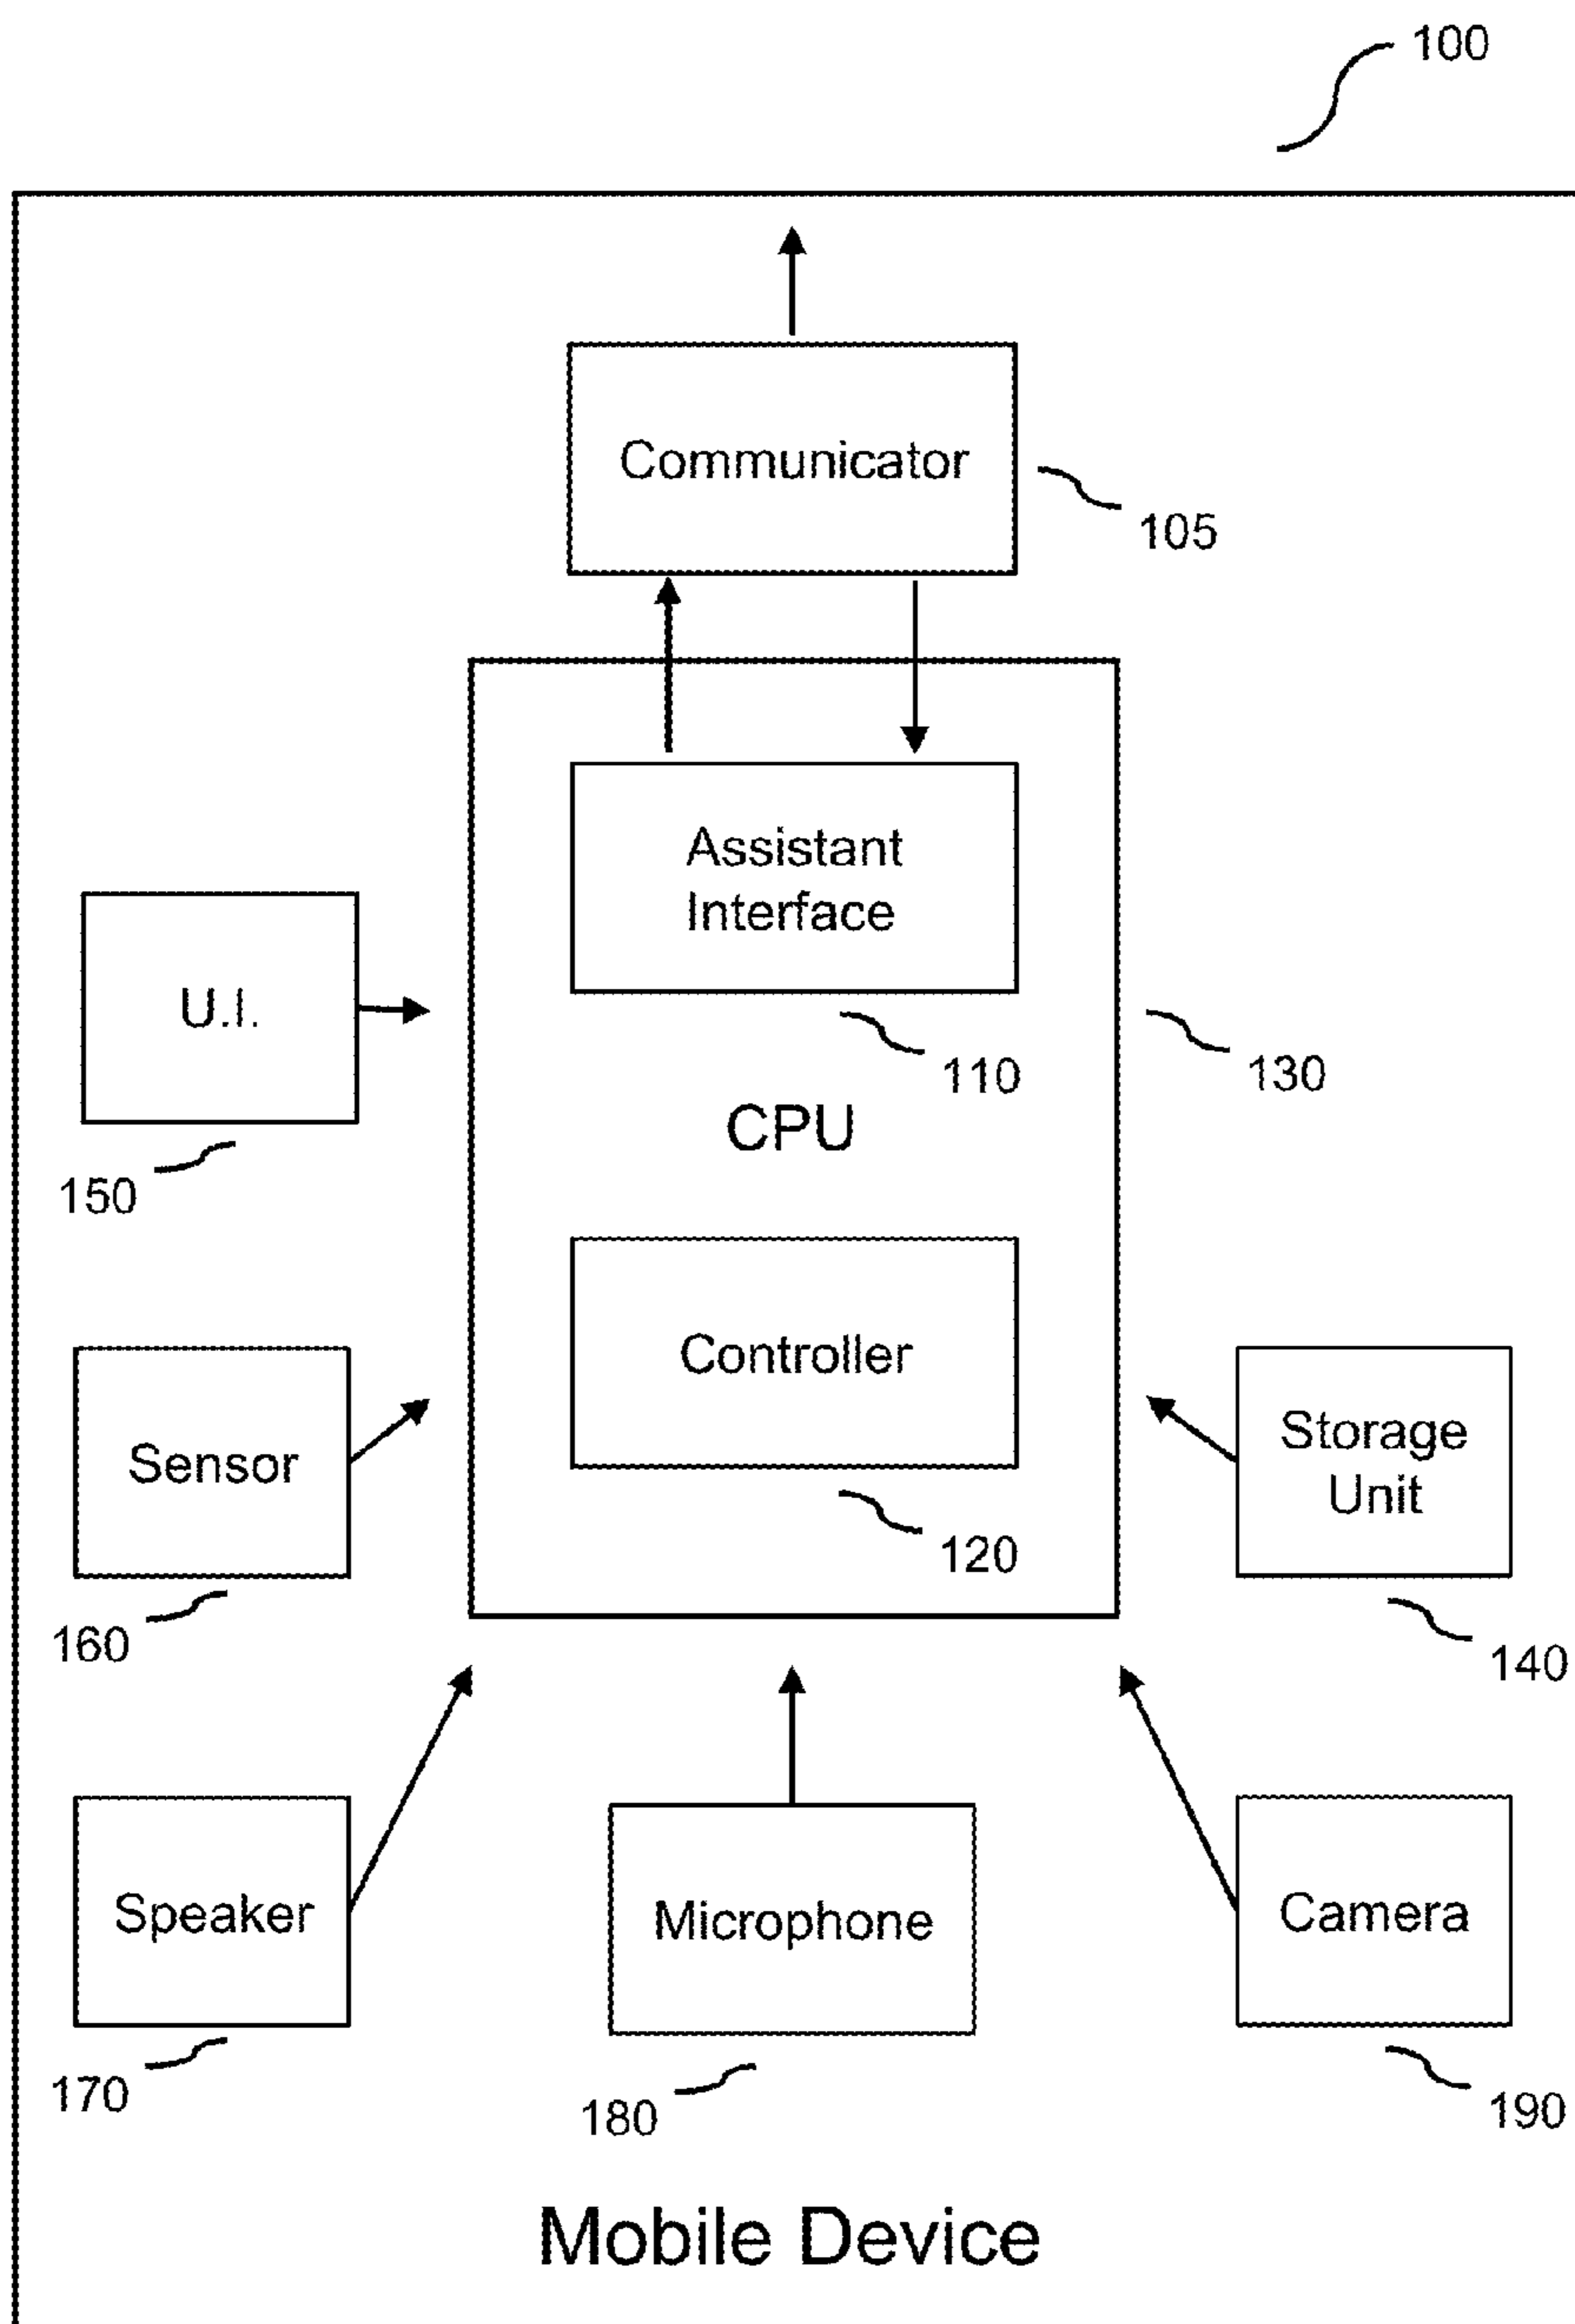 100
Communicator
105
Assistant
Interface
U.I.
110
130
CPU
150
Controller
Storage
Unit
Sensor
120
160
140
Speaker
Microphone
Camera
170
180
190
Mobile Device